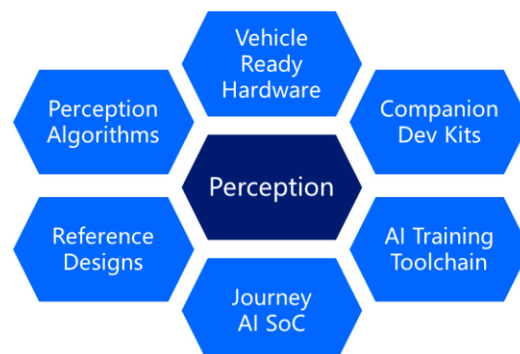 Vehicle
Ready
Hardware
Perception
Algorithms
Companion
Dev Kits
Perception
Reference
Designs
AI Training
Toolchain
Journey
AI SoC